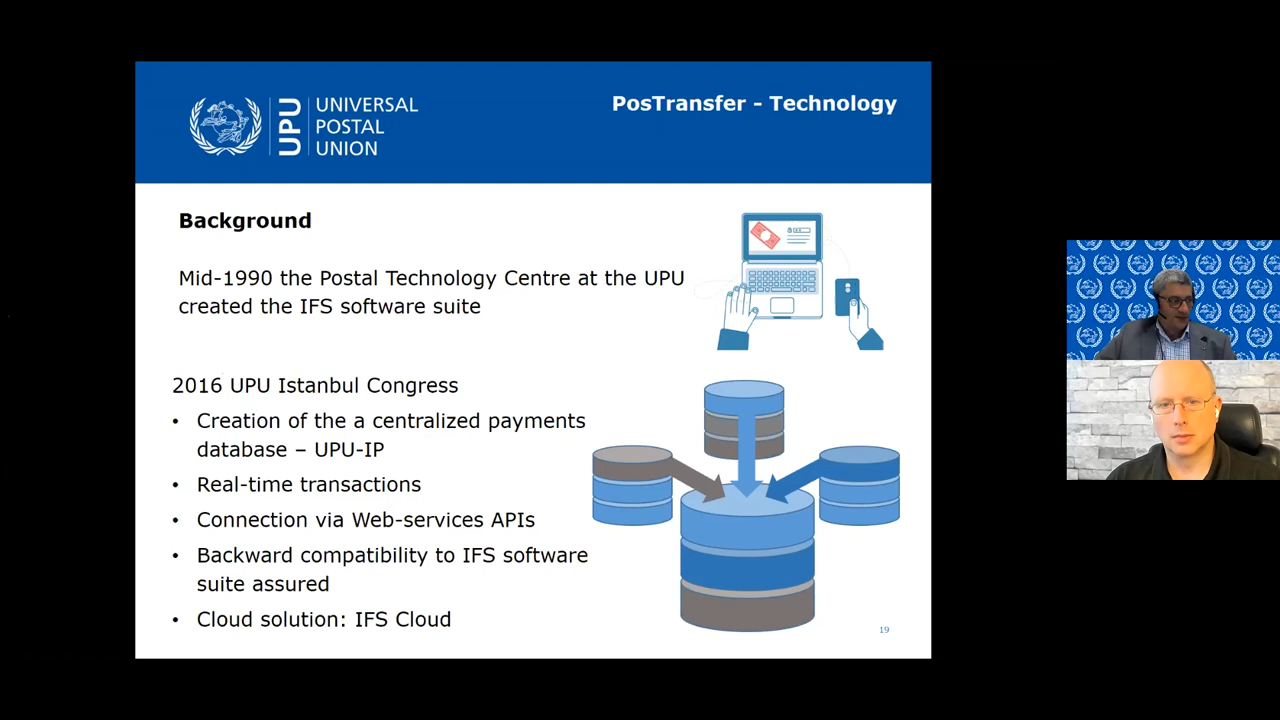 UPU
UNIVERSAL
POSTAL
UNION
PosTransfer - Technology
Background
Mid-1990 the Postal Technology Centre at the UPU
created the IFS software suite
2016 UPU Istanbul Congress
• Creation of the a centralized payments
database – UPU-IP
• Real-time transactions
• Connection via Web-services APIs
• Backward compatibility to IFS software
suite assured
• Cloud solution: IFS Cloud
19